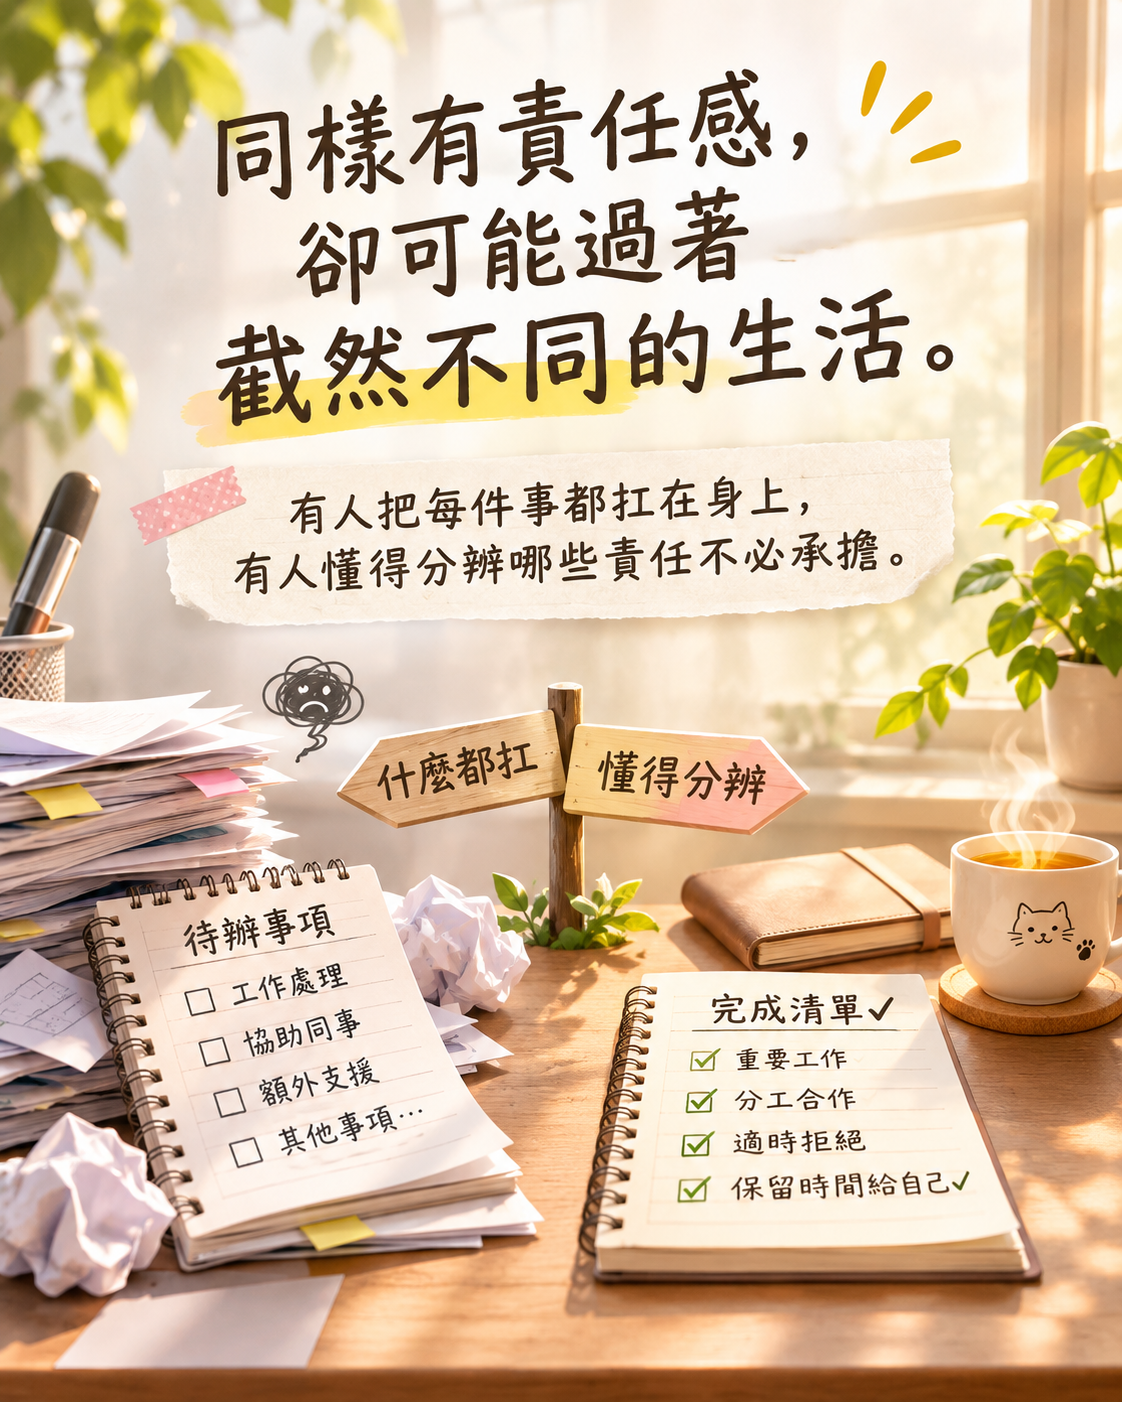 同樣有責任感，
卻可能過著
截然不同的生活。
有人把每件事都扛在身上，
有人懂得分辨哪些責任不必承擔。
什麼都扛
懂得分辨
待辦事項
工作處理
協助同事
額外支援
其他事項…
完成清單✓
重要工作
分工合作
適時拒絕
保留時間給自己✓